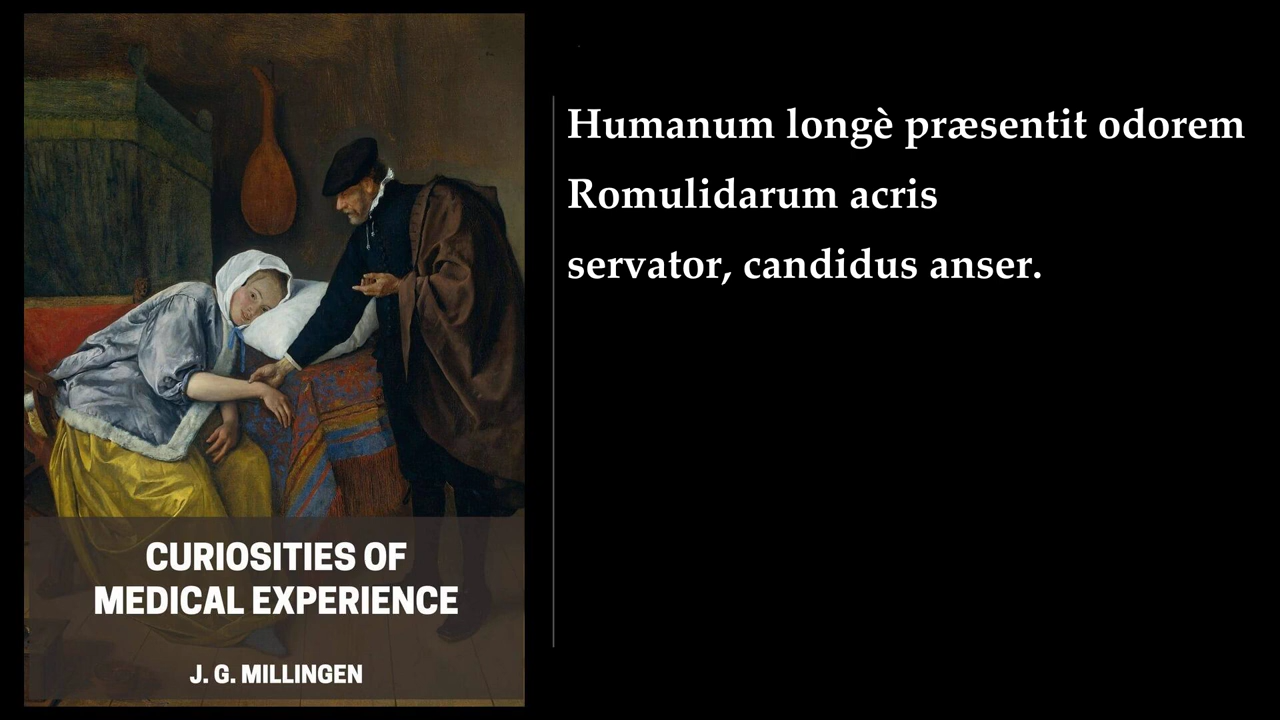 Humanum longè præsentit odorem
Romulidarum acris
servator, candidus anser.
CURIOSITIES OF
MEDICAL EXPERIENCE
J. G. MILLINGEN